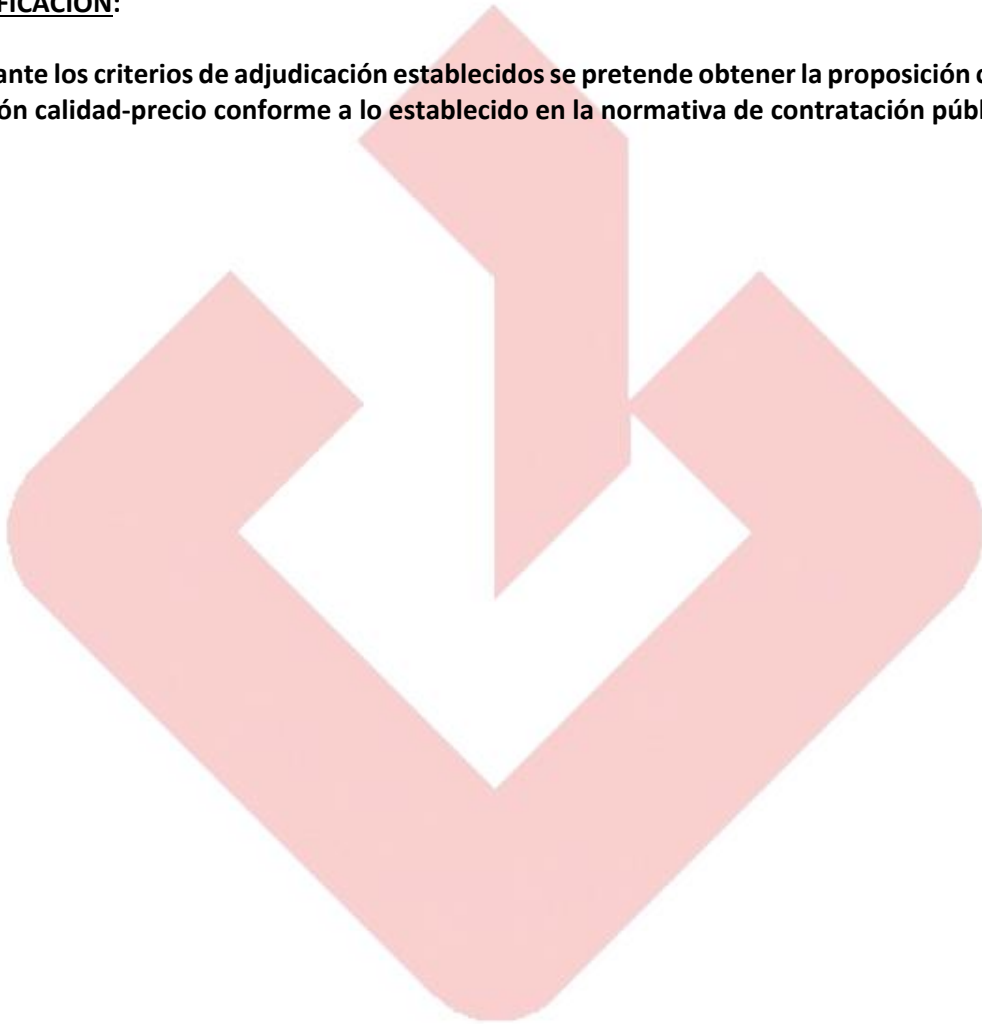 FICACIÓN:
ante los criterios de adjudicación establecidos se pretende obtener la proposición c
ón calidad-precio conforme a lo establecido en la normativa de contratación públ